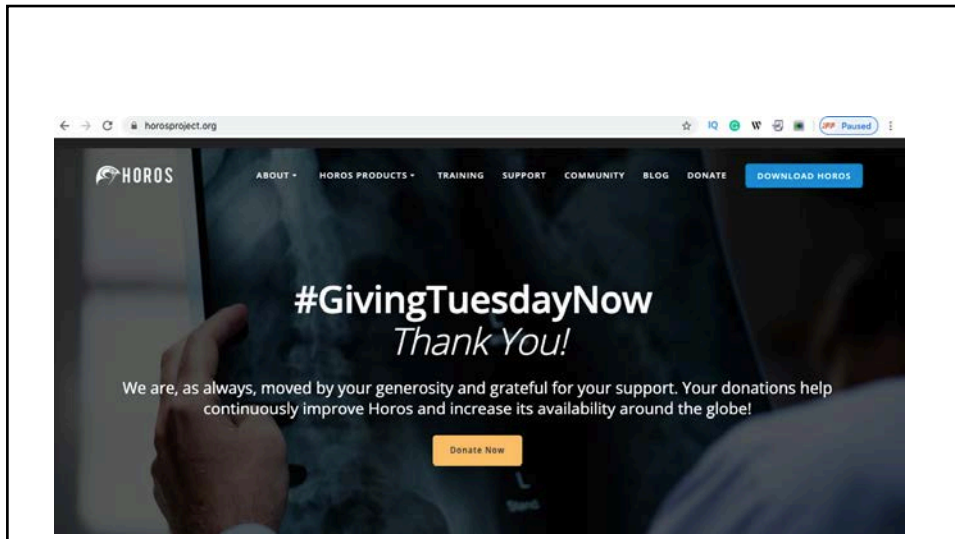 horosproject.org
IQ
W
Paused
HOROS
ABOUT
HOROS PRODUCTS
TRAINING
SUPPORT
COMMUNITY
BLOG
DONATE
DOWNLOAD HOROS
#GivingTuesdayNow
Thank You!
We are, as always, moved by your generosity and grateful for your support. Your donations help
continuously improve Horos and increase its availability around the globe!
Donate Now
L